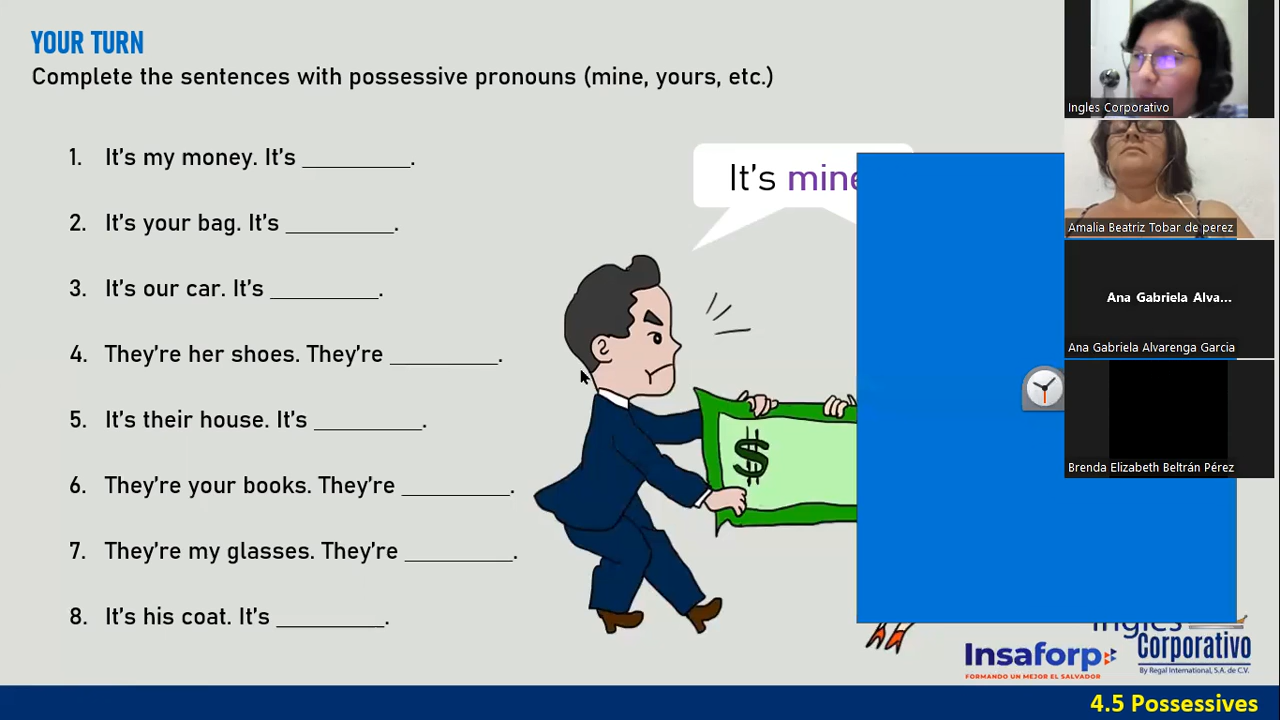 YOUR TURN
Complete the sentences with possessive pronouns (mine, yours, etc.)
1. It's my money. It's _________.
2. It's your bag. It's _________.
3. It's our car. It's _________.
4. They're her shoes. They're _________.
5. It's their house. It's _________.
6. They're your books. They're _________.
7. They're my glasses. They're _________.
8. It's his coat. It's _________.
It's mine
$
Ingles Corporativo
Amalia Beatriz Tobar de perez
Ana Gabriela Alva...
Ana Gabriela Alvarenga Garcia
Brenda Elizabeth Beltrán Pérez
Insaforp
FORMANDO UN MEJOR EL SALVADOR
Inglés
Corporativo
By Regal International, S.A. de C.V.
4.5 Possessives